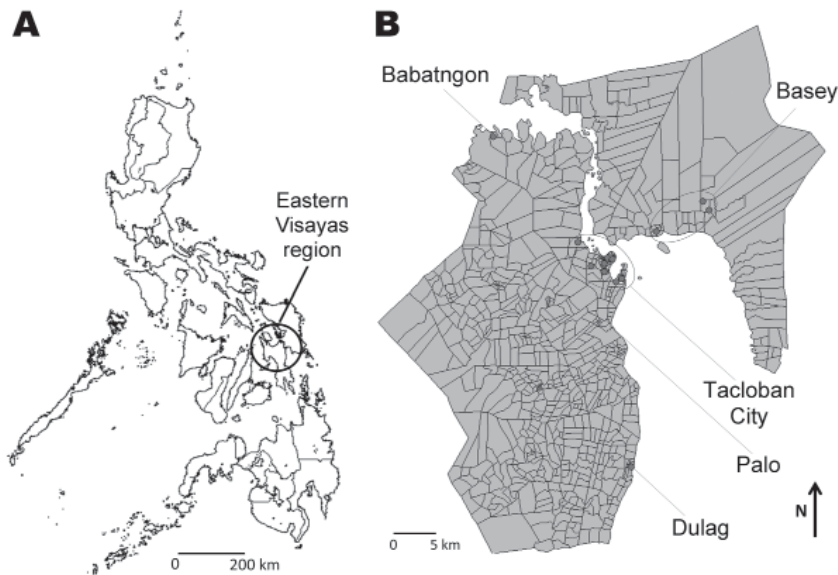 A
Eastern
Visayas
region
0 200 km
B
Babatngon
Basey
Tacloban
City
Palo
Dulag
N
0 5 km